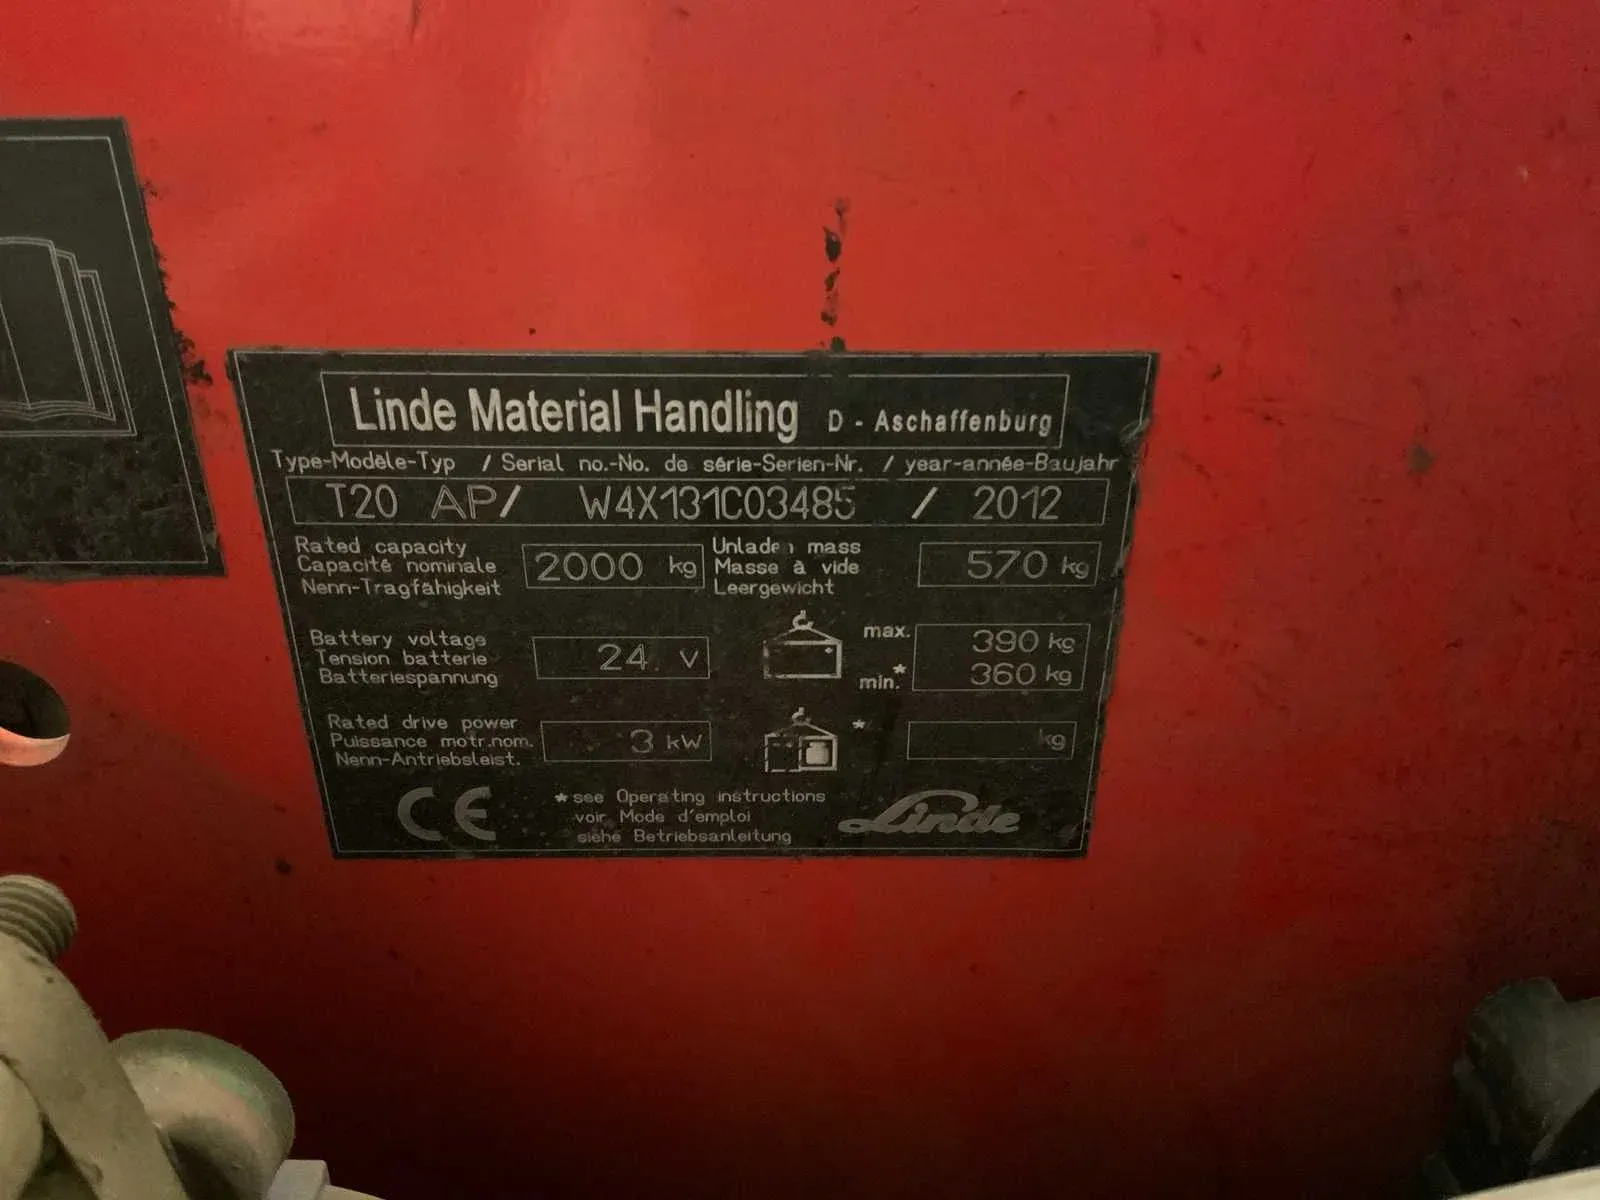 Linde Material Handling D - Aschaffenburg
Type-Modèle-Typ / Serial no.-No. de série-Serien-Nr. / year-année-Baujahr
T20 AP/ W4X131C03485 / 2012
Rated capacity
Capacité nominale
Nenn-Tragfähigkeit
2000 kg
Unladen mass
Masse à vide
Leergewicht
570 kg
Battery voltage
Tension batterie
Batteriespannung
24 V
max. 390 kg
min.* 360 kg
Rated drive power
Puissance motr.nom.
Nenn-Antriebsleist.
3 kW
* kg
CE
* see Operating instructions
voir Mode d'emploi
siehe Betriebsanleitung
Linde